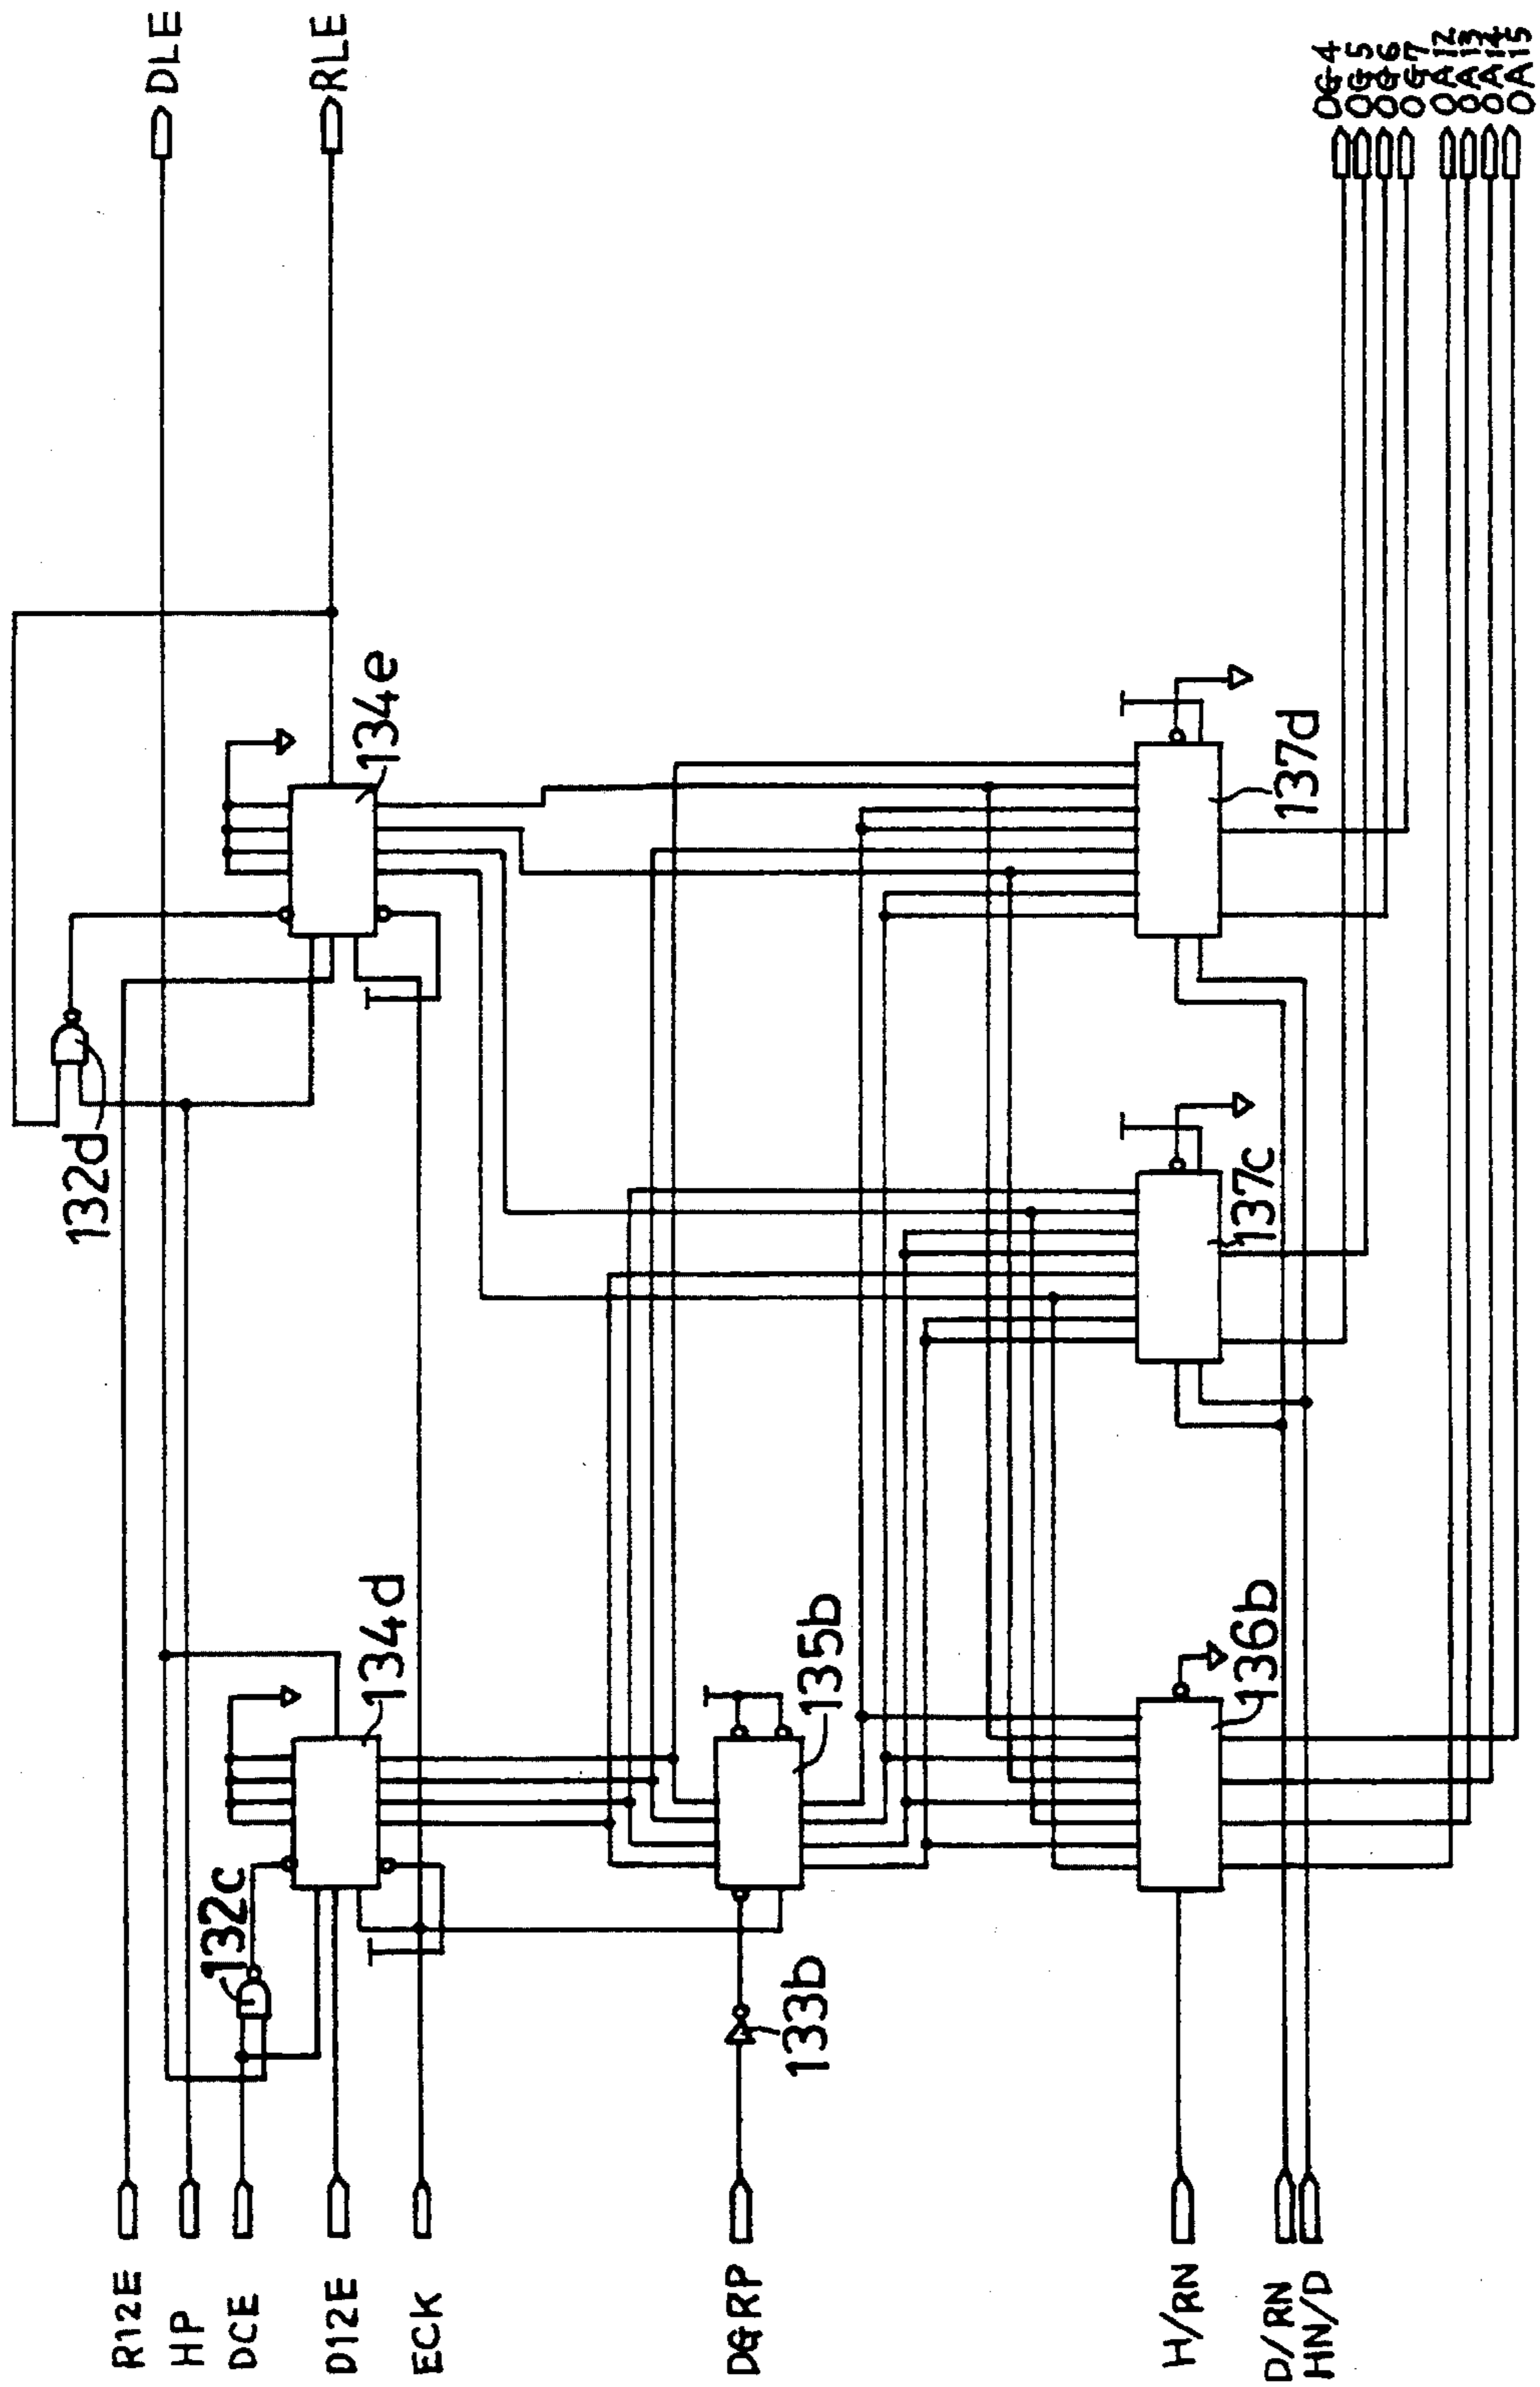 R12E
HP
DCE
D12E
ECK
DGRP
H/RN
D/RN
HN/D
132c
134d
132d
134e
133b
135b
136b
137c
137d
DLE
RLE
OG4
OG5
OG6
OG7
OA12
OA13
OA14
OA15